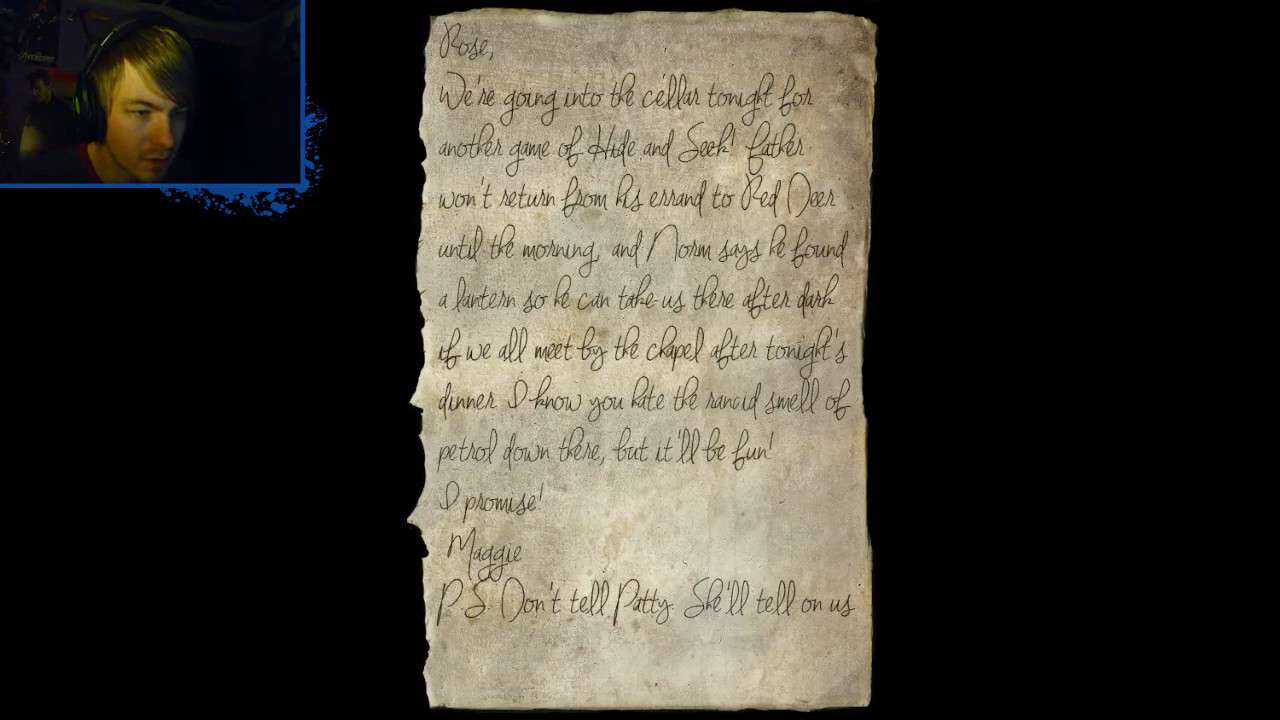 Rose,
We're going into the cellar tonight for
another game of Hide and Seek! Father
won't return from his errand to Red Deer
until the morning, and Norm says he found
a lantern so he can take us there after dark
if we all meet by the chapel after tonight's
dinner. I know you hate the rancid smell of
petrol down there, but it'll be fun!
I promise!
Maggie
P.S. Don't tell Patty. She'll tell on us